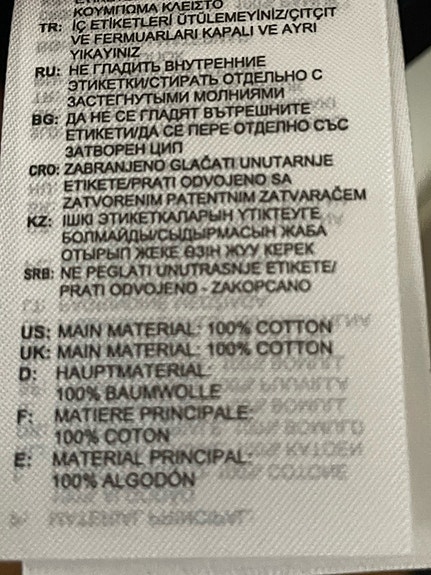 ΚΟΥΜΠΩΜΑ ΚΛΕΙΣΤΟ
TR: İÇ ETİKETLERİ ÜTÜLEMEYİNİZ/ÇITÇIT
VE FERMUARLARI KAPALI VE AYRI
YIKAYINIZ
RU: НЕ ГЛАДИТЬ ВНУТРЕННИЕ
ЭТИКЕТКИ/СТИРАТЬ ОТДЕЛЬНО С
ЗАСТЕГНУТЫМИ МОЛНИЯМИ
BG: ДА НЕ СЕ ГЛАДЯТ ВЪТРЕШНИТЕ
ЕТИКЕТИ/ДА СЕ ПЕРЕ ОТДЕЛНО СЪС
ЗАТВОРЕН ЦИП
CRO: ZABRANJENO GLAČATI UNUTARNJE
ETIKETE/PRATI ODVOJENO SA
ZATVORENIM PATENTNIM ZATVARAČEM
KZ: ІШКІ ЭТИКЕТКАЛАРЫН ҮТІКТЕУГЕ
БОЛМАЙДЫ/СЫДЫРМАСЫН ЖАБА
ОТЫРЫП ЖЕКЕ ӨЗІН ЖУУ КЕРЕК
SRB: NE PEGLATI UNUTRASNJE ETIKETE/
PRATI ODVOJENO - ZAKOPCANO
US: MAIN MATERIAL: 100% COTTON
UK: MAIN MATERIAL: 100% COTTON
D: HAUPTMATERIAL:
100% BAUMWOLLE
F: MATIERE PRINCIPALE:
100% COTON
E: MATERIAL PRINCIPAL:
100% ALGODÓN